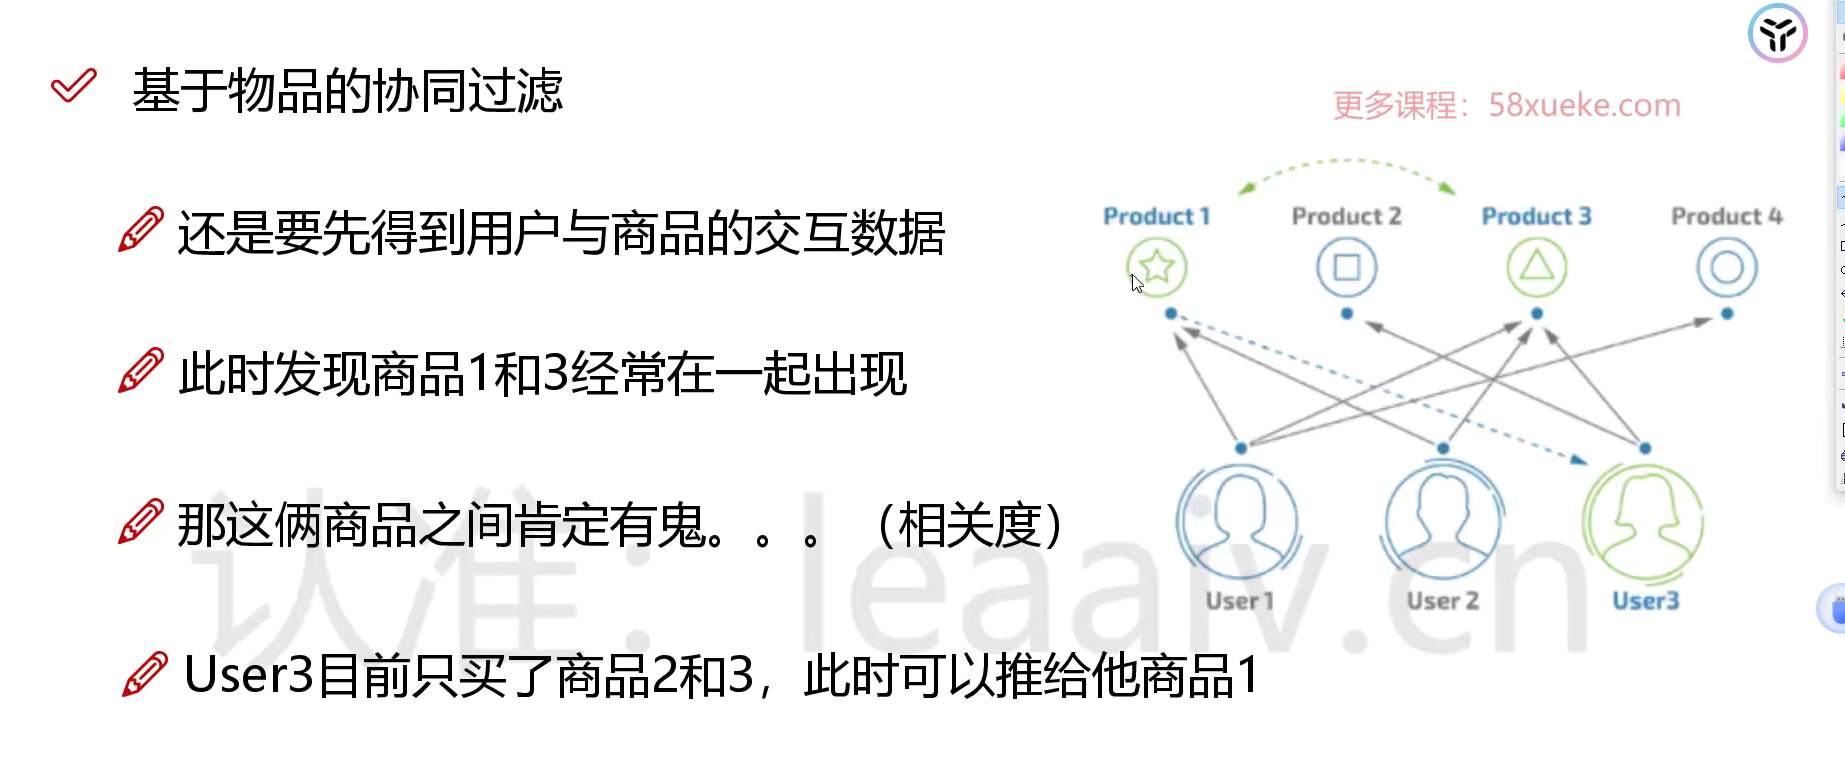 基于物品的协同过滤
更多课程：58xueke.com
还是要先得到用户与商品的交互数据
此时发现商品1和3经常在一起出现
那这俩商品之间肯定有鬼。。。（相关度）
User3目前只买了商品2和3，此时可以推给他商品1
Product 1 Product 2 Product 3 Product 4
User 1 User 2 User3
认准：leaaiv.cn